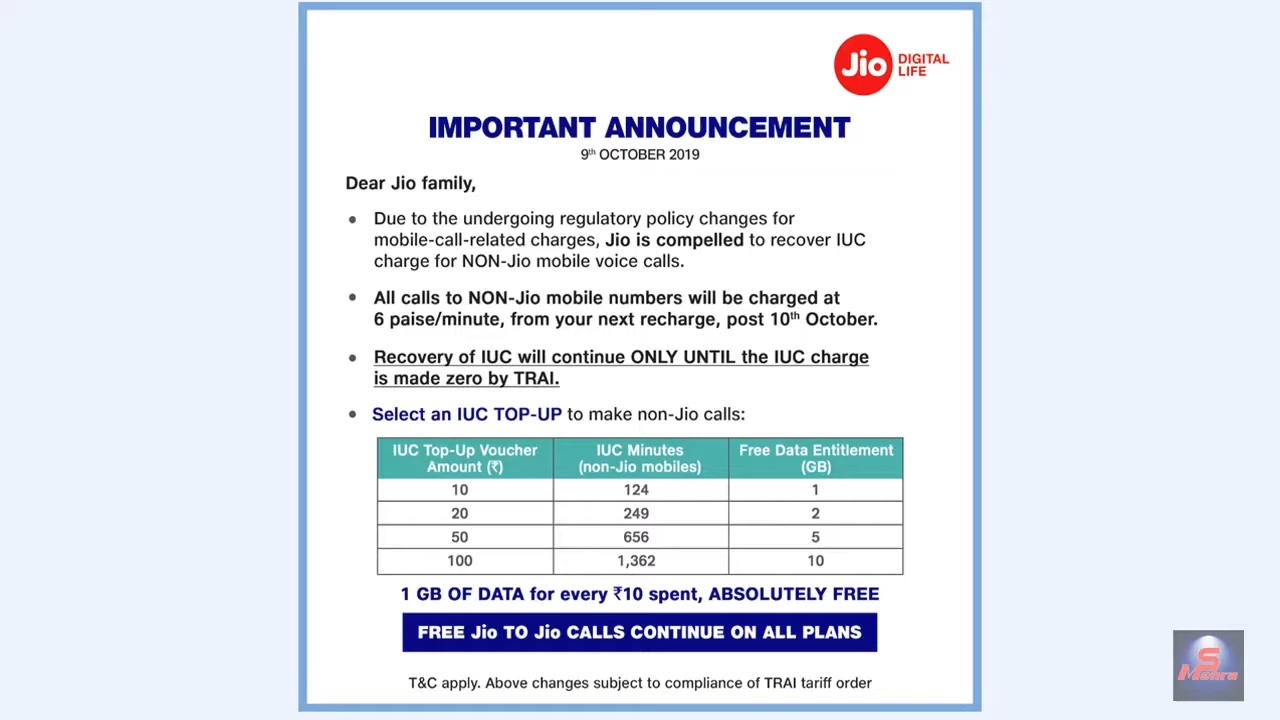 Jio
DIGITAL
LIFE
IMPORTANT ANNOUNCEMENT
9th OCTOBER 2019
Dear Jio family,
• Due to the undergoing regulatory policy changes for
mobile-call-related charges, Jio is compelled to recover IUC
charge for NON-Jio mobile voice calls.
• All calls to NON-Jio mobile numbers will be charged at
6 paise/minute, from your next recharge, post 10th October.
• Recovery of IUC will continue ONLY UNTIL the IUC charge
is made zero by TRAI.
• Select an IUC TOP-UP to make non-Jio calls:
IUC Top-Up Voucher Amount (₹) IUC Minutes (non-Jio mobiles) Free Data Entitlement (GB)
10 124 1
20 249 2
50 656 5
100 1,362 10
1 GB OF DATA for every ₹10 spent, ABSOLUTELY FREE
FREE Jio TO Jio CALLS CONTINUE ON ALL PLANS
T&C apply. Above changes subject to compliance of TRAI tariff order
S
Mehra